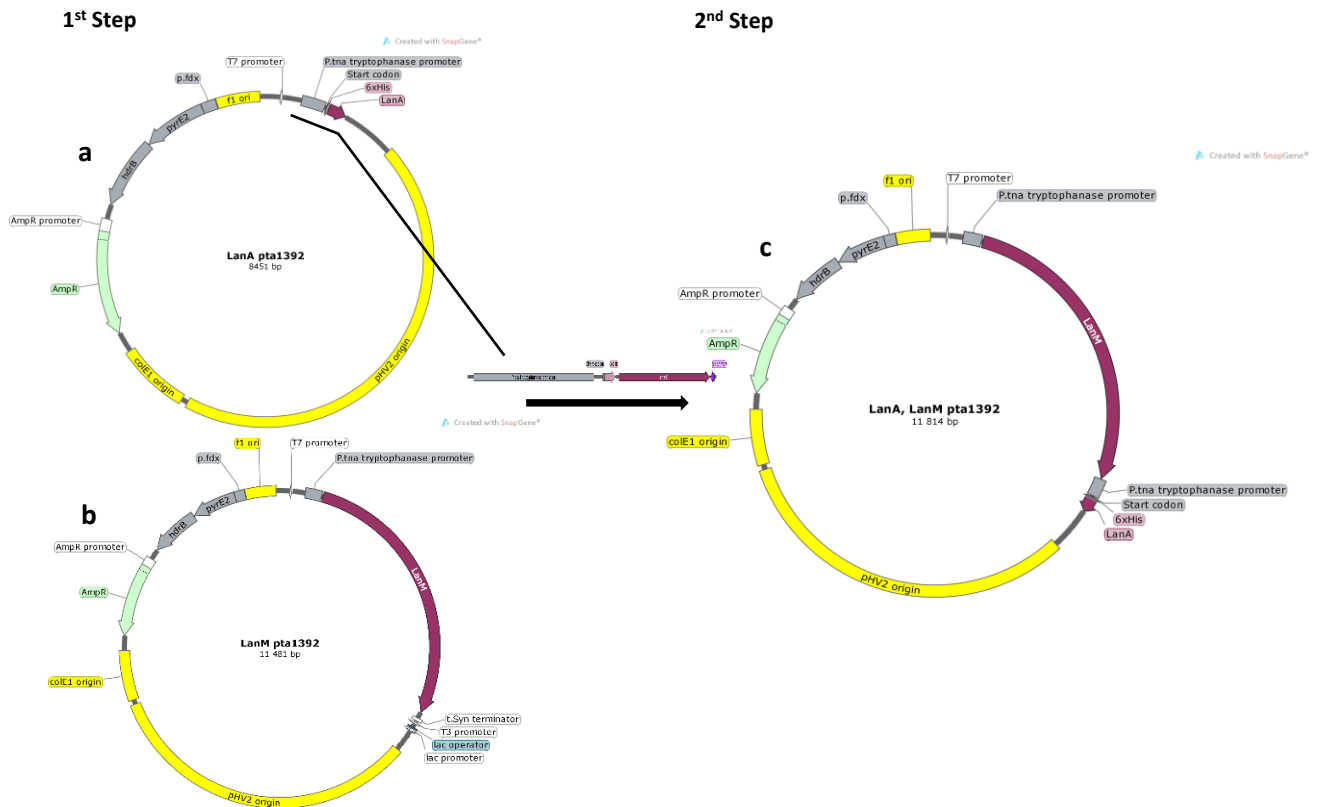 1st Step
2nd Step
Created with SnapGene®
T7 promoter
P.tna tryptophanase promoter
Start codon
6xHis
LanA
p.fdx
f1 ori
pyrE2
hdrB
a
AmpR promoter
AmpR
LanA pta1392
8451 bp
colE1 origin
pHV2 origin
Created with SnapGene®
f1 ori
T7 promoter
p.fdx
P.tna tryptophanase promoter
pyrE2
hdrB
b
AmpR promoter
AmpR
LanM
LanM pta1392
11 481 bp
colE1 origin
t.Syn terminator
T3 promoter
lac operator
lac promoter
pHV2 origin
Created with SnapGene®
f1 ori
T7 promoter
p.fdx
P.tna tryptophanase promoter
pyrE2
hdrB
c
AmpR promoter
AmpR
LanM
LanA, LanM pta1392
11 814 bp
colE1 origin
P.tna tryptophanase promoter
Start codon
6xHis
LanA
pHV2 origin